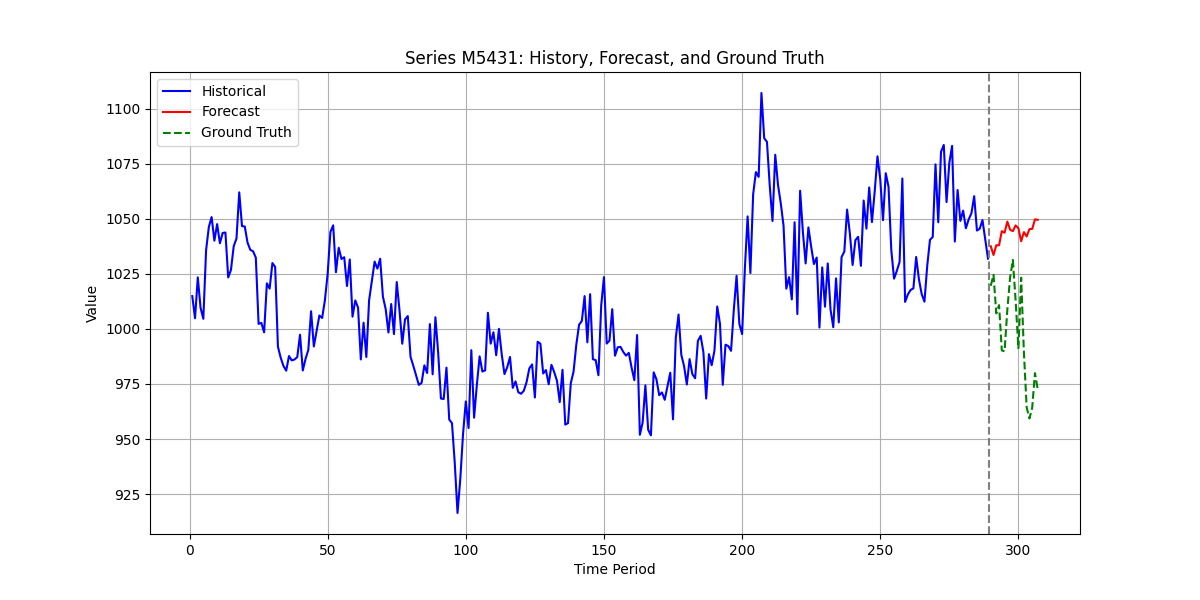 Series M5431: History, Forecast, and Ground Truth
Historical
Forecast
Ground Truth
1100
1075
1050
1025
1000
975
950
925
Value
0 50 100 150 200 250 300
Time Period